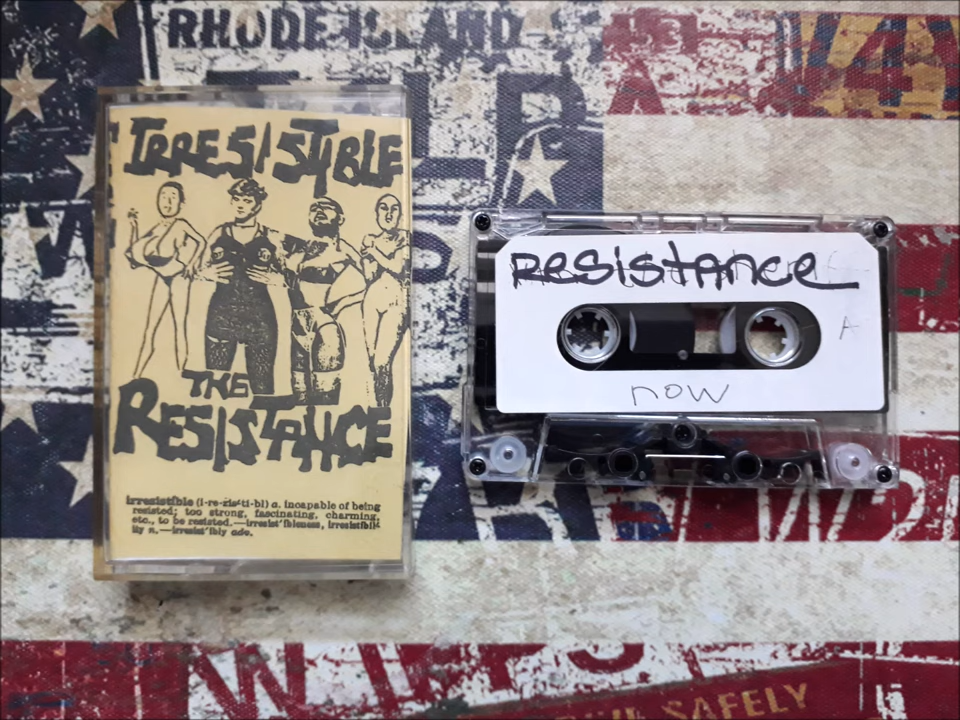 RHODE ISLAND
IRRESISTIBLE
THE
RESISTANCE
irresistible (i-re-zis′ti-bl) a. incapable of being
resisted; too strong, fascinating, charming,
etc., to be resisted.—irresist′ibleness, irresistibil
ity n.—irresist′ibly adv.
Resistance
A
now
SAFELY